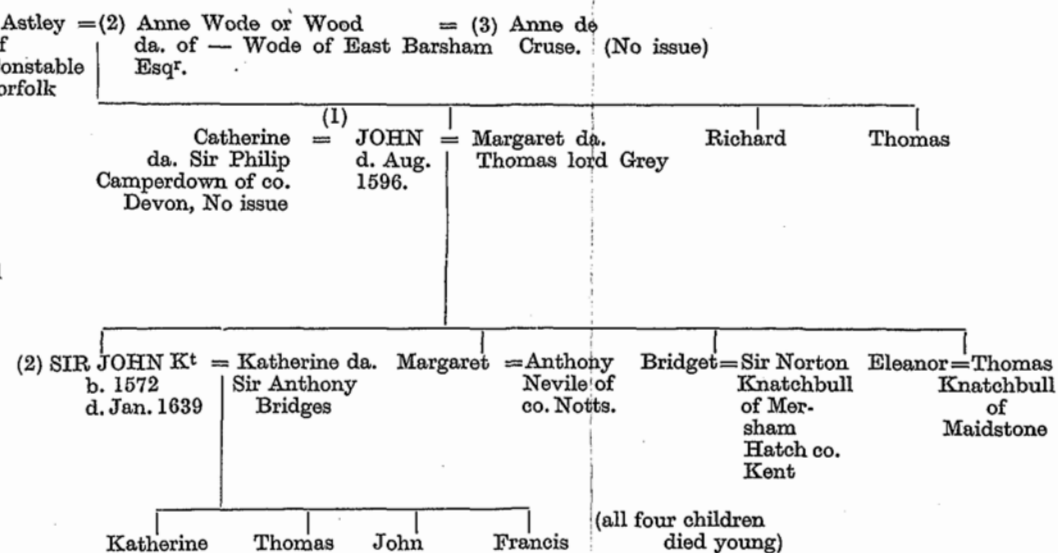 Astley =(2) Anne Wode or Wood = (3) Anne de
da. of — Wode of East Barsham Cruse. (No issue)
onstable Esqr.
orfolk
(1)
Catherine = JOHN = Margaret da. Richard Thomas
da. Sir Philip d. Aug. Thomas lord Grey
Camperdown of co. 1596.
Devon, No issue
(2) SIR JOHN Kt = Katherine da. Margaret =Anthony Bridget=Sir Norton Eleanor=Thomas
b. 1572 Sir Anthony Nevile of Knatchbull Knatchbull
d. Jan. 1639 Bridges co. Notts. of Mer- of
sham Maidstone
Hatch co.
Kent
(all four children
Katherine Thomas John Francis died young)